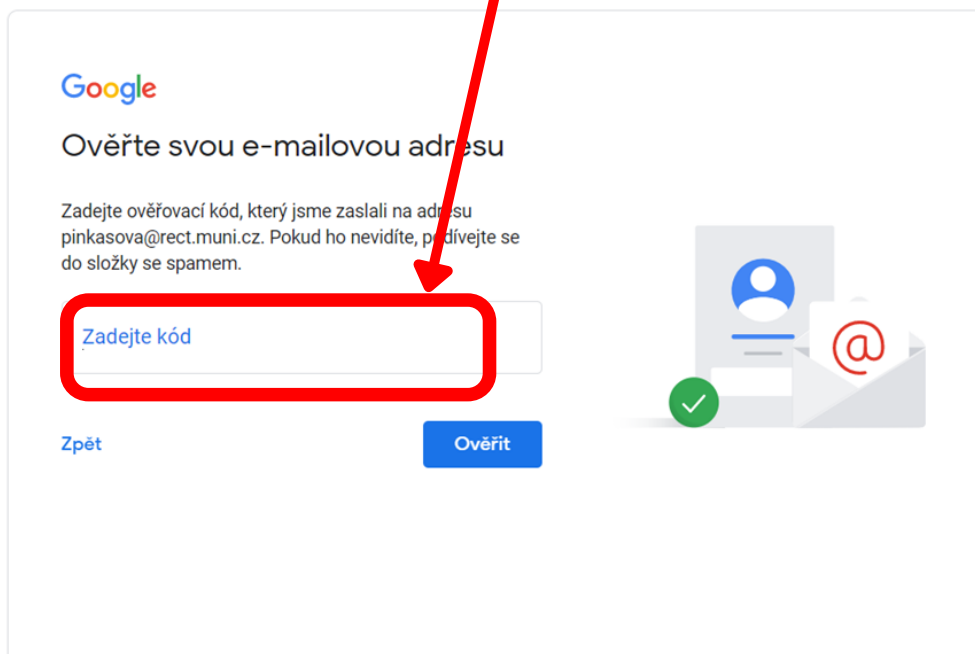 Google
Ověřte svou e-mailovou adresu
Zadejte ověřovací kód, který jsme zaslali na adresu
pinkasova@rect.muni.cz. Pokud ho nevidíte, podívejte se
do složky se spamem.
Zadejte kód
Zpět
Ověřit
@